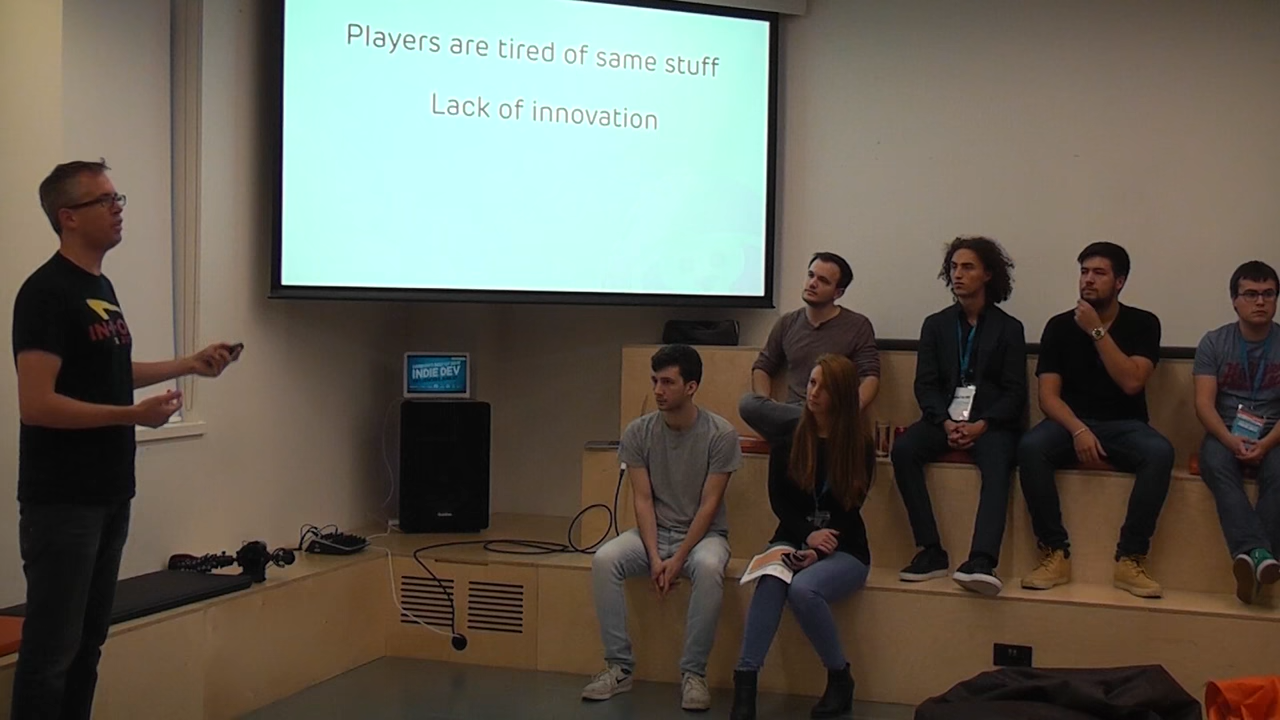 Players are tired of same stuff
Lack of innovation
INDIE DEV